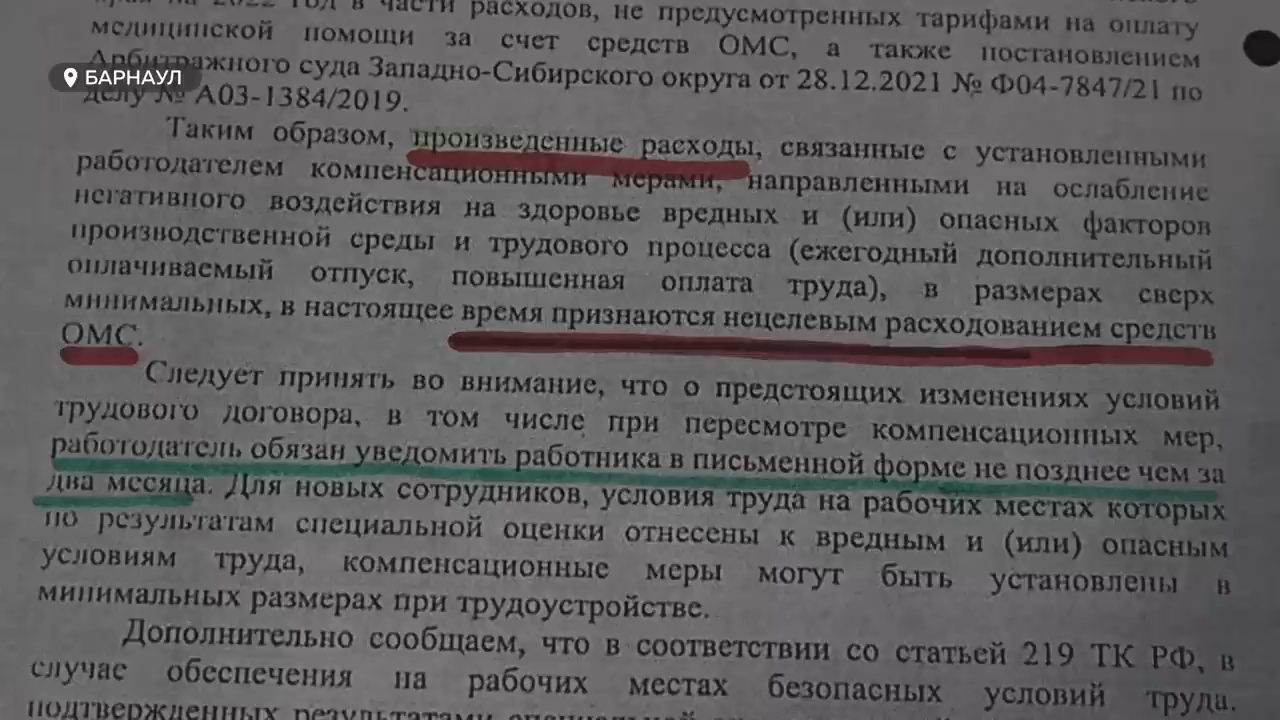 2022 год в части расходов, не предусмотренных тарифами на оплату
медицинской помощи за счет средств ОМС, а также постановлением
Арбитражного суда Западно-Сибирского округа от 28.12.2021 № Ф04-7847/21 по
БАРНАУЛ
делу № А03-1384/2019.
Таким образом, произведенные расходы, связанные с установленными
работодателем компенсационными мерами, направленными на ослабление
негативного воздействия на здоровье вредных и (или) опасных факторов
производственной среды и трудового процесса (ежегодный дополнительный
оплачиваемый отпуск, повышенная оплата труда), в размерах сверх
минимальных, в настоящее время признаются нецелевым расходованием средств
ОМС.
Следует принять во внимание, что о предстоящих изменениях условий
трудового договора, в том числе при пересмотре компенсационных мер,
работодатель обязан уведомить работника в письменной форме не позднее чем за
два месяца. Для новых сотрудников, условия труда на рабочих местах которых
по результатам специальной оценки отнесены к вредным и (или) опасным
условиям труда, компенсационные меры могут быть установлены в
минимальных размерах при трудоустройстве.
Дополнительно сообщаем, что в соответствии со статьей 219 ТК РФ, в
случае обеспечения на рабочих местах безопасных условий труда,
подтвержденных результатами